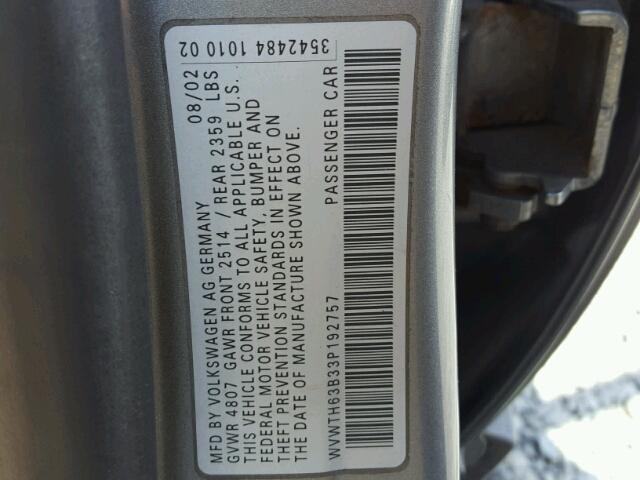 MFD BY VOLKSWAGEN AG GERMANY 08/02
GVWR 4807 GAWR FRONT 2514 / REAR 2359 LBS
THIS VEHICLE CONFORMS TO ALL APPLICABLE U.S.
FEDERAL MOTOR VEHICLE SAFETY, BUMPER AND
THEFT PREVENTION STANDARDS IN EFFECT ON
THE DATE OF MANUFACTURE SHOWN ABOVE.
3542484 1010 02
WVWTH63B33P192757 PASSENGER CAR